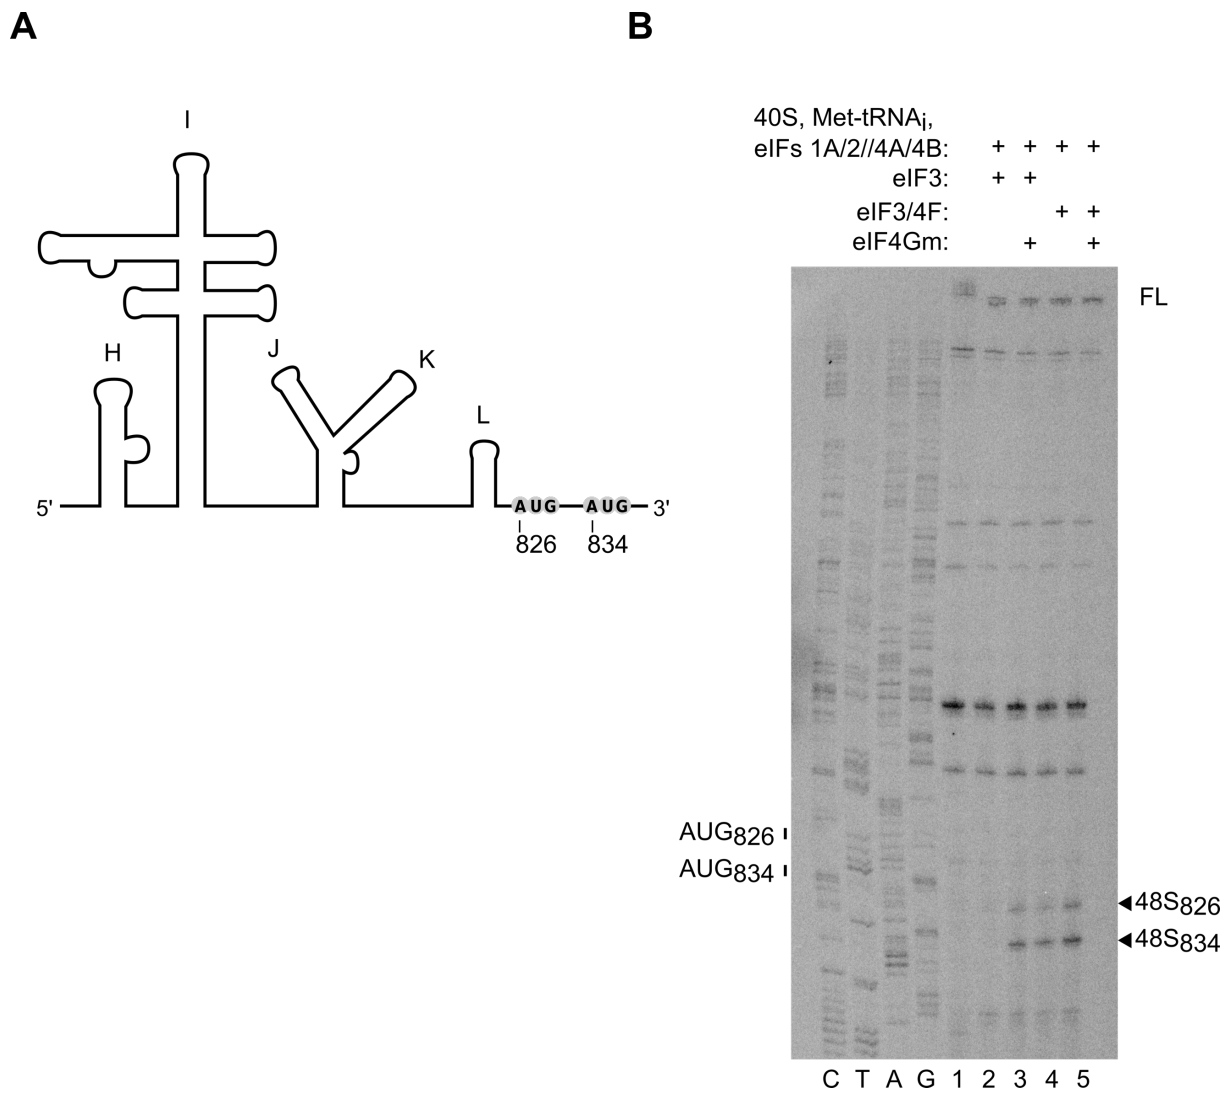 A
B
I
H
J
K
L
5'
AUG
AUG
3'
826
834
40S, Met-tRNAi,
eIFs 1A/2//4A/4B: + + + +
eIF3: + +
eIF3/4F: + +
eIF4Gm: + +
FL
AUG826
AUG834
48S826
48S834
C T A G 1 2 3 4 5